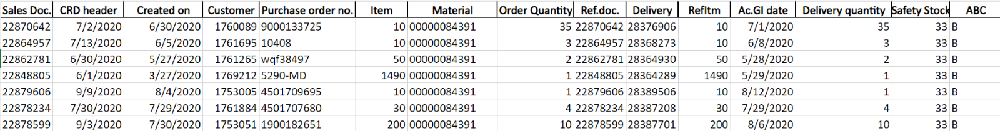 Sales Doc. CRD header Created on Customer Purchase order no. Item Material Order Quantity Ref.doc. Delivery RefItm Ac.GI date Delivery quantity Safety Stock ABC
22870642 7/2/2020 6/30/2020 1760089 9000133725 10 00000084391 35 22870642 28376906 10 7/1/2020 35 33 B
22864957 7/13/2020 6/5/2020 1761695 10408 10 00000084391 3 22864957 28368273 10 6/8/2020 3 33 B
22862781 6/30/2020 5/27/2020 1761265 wqf38497 50 00000084391 2 22862781 28364930 50 5/28/2020 2 33 B
22848805 6/1/2020 3/27/2020 1769212 5290-MD 1490 00000084391 1 22848805 28364289 1490 5/29/2020 1 33 B
22879606 9/9/2020 8/4/2020 1753005 4501709695 10 00000084391 1 22879606 28389506 10 8/12/2020 1 33 B
22878234 7/30/2020 7/29/2020 1761884 4501707680 30 00000084391 4 22878234 28387208 30 7/29/2020 4 33 B
22878599 9/3/2020 7/30/2020 1753051 1900182651 200 00000084391 10 22878599 28387701 200 8/6/2020 10 33 B